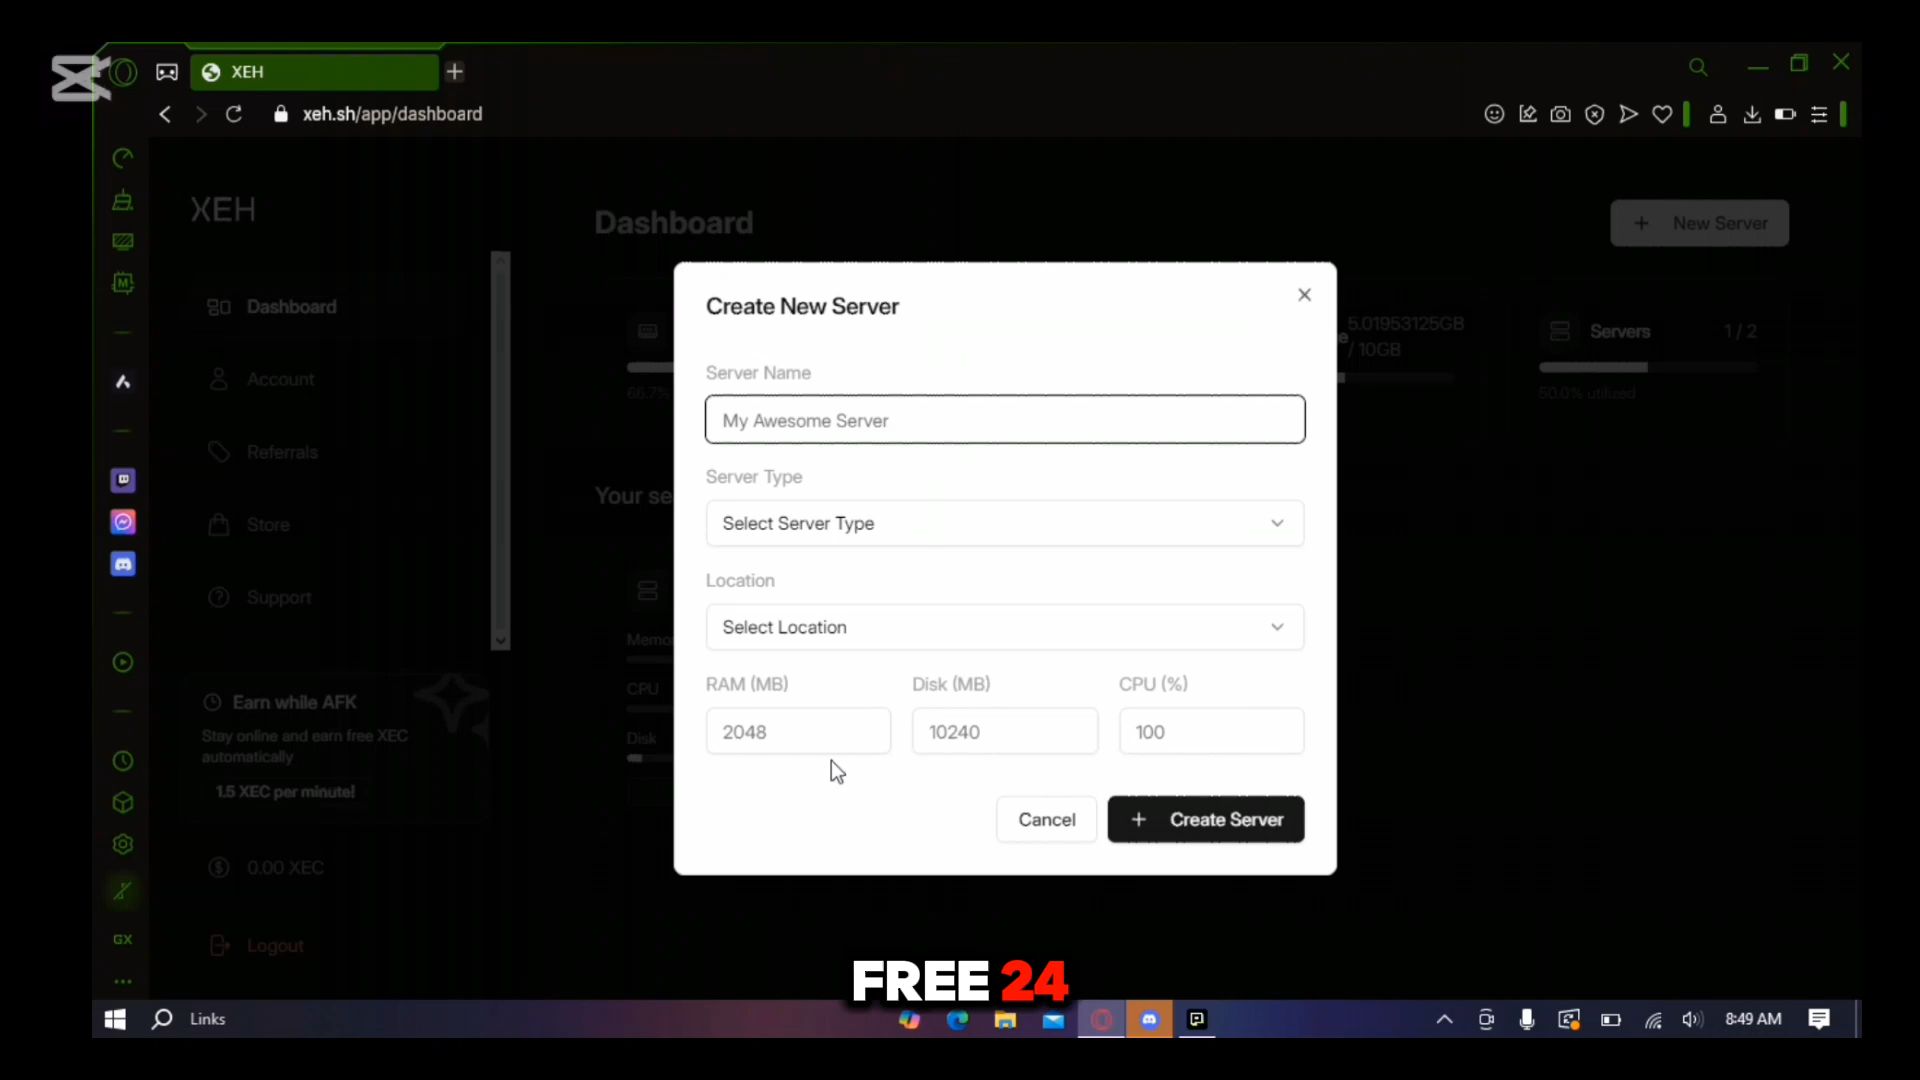 XEH
xeh.sh/app/dashboard
XEH
Dashboard
New Server
Dashboard
Account
Referrals
Store
Support
Earn while AFK
Stay online and earn free XEC
automatically
1.5 XEC per minute!
0.00 XEC
Logout
GX
66.7%
5.01953125GB
/ 10GB
Servers 1 / 2
50.0% utilized
Your se
Memo
CPU
Disk
Create New Server
Server Name
My Awesome Server
Server Type
Select Server Type
Location
Select Location
RAM (MB) Disk (MB) CPU (%)
2048 10240 100
Cancel + Create Server
FREE 24
Links
8:49 AM